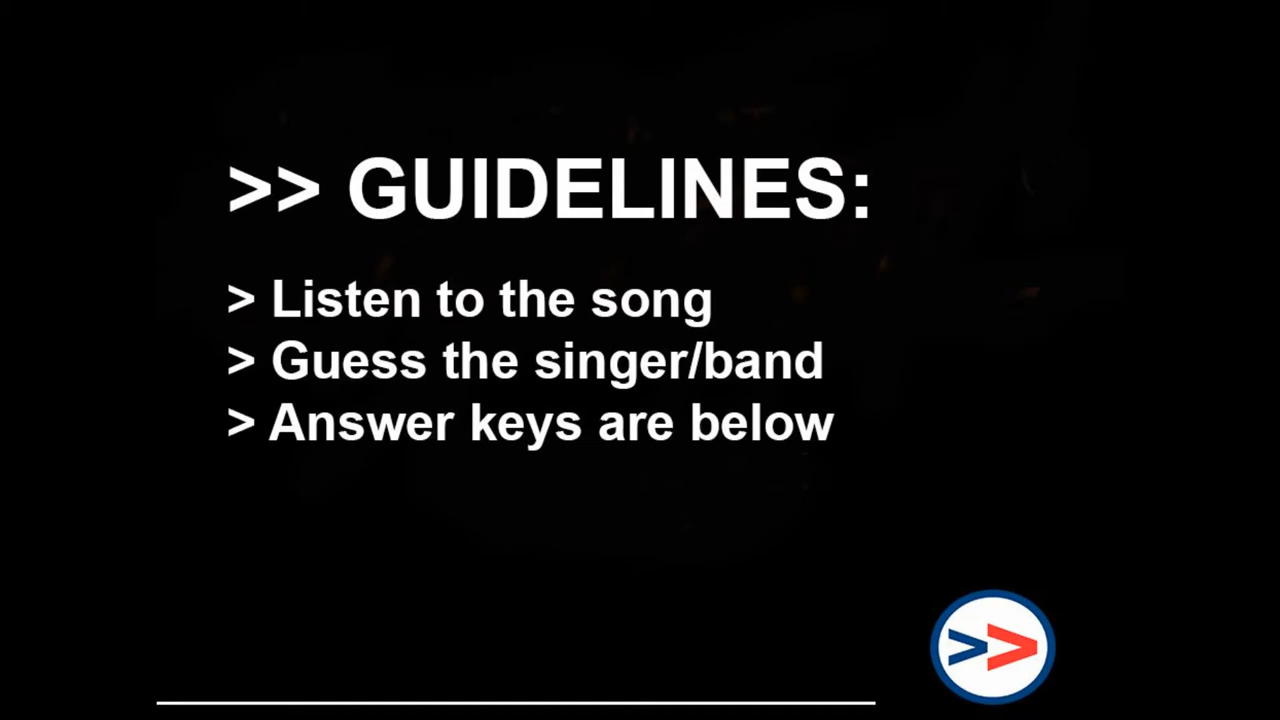 >> GUIDELINES:
> Listen to the song
> Guess the singer/band
> Answer keys are below